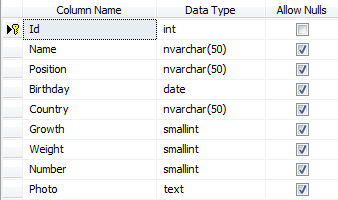 Column Name Data Type Allow Nulls
Id int
Name nvarchar(50)
Position nvarchar(50)
Birthday date
Country nvarchar(50)
Growth smallint
Weight smallint
Number smallint
Photo text